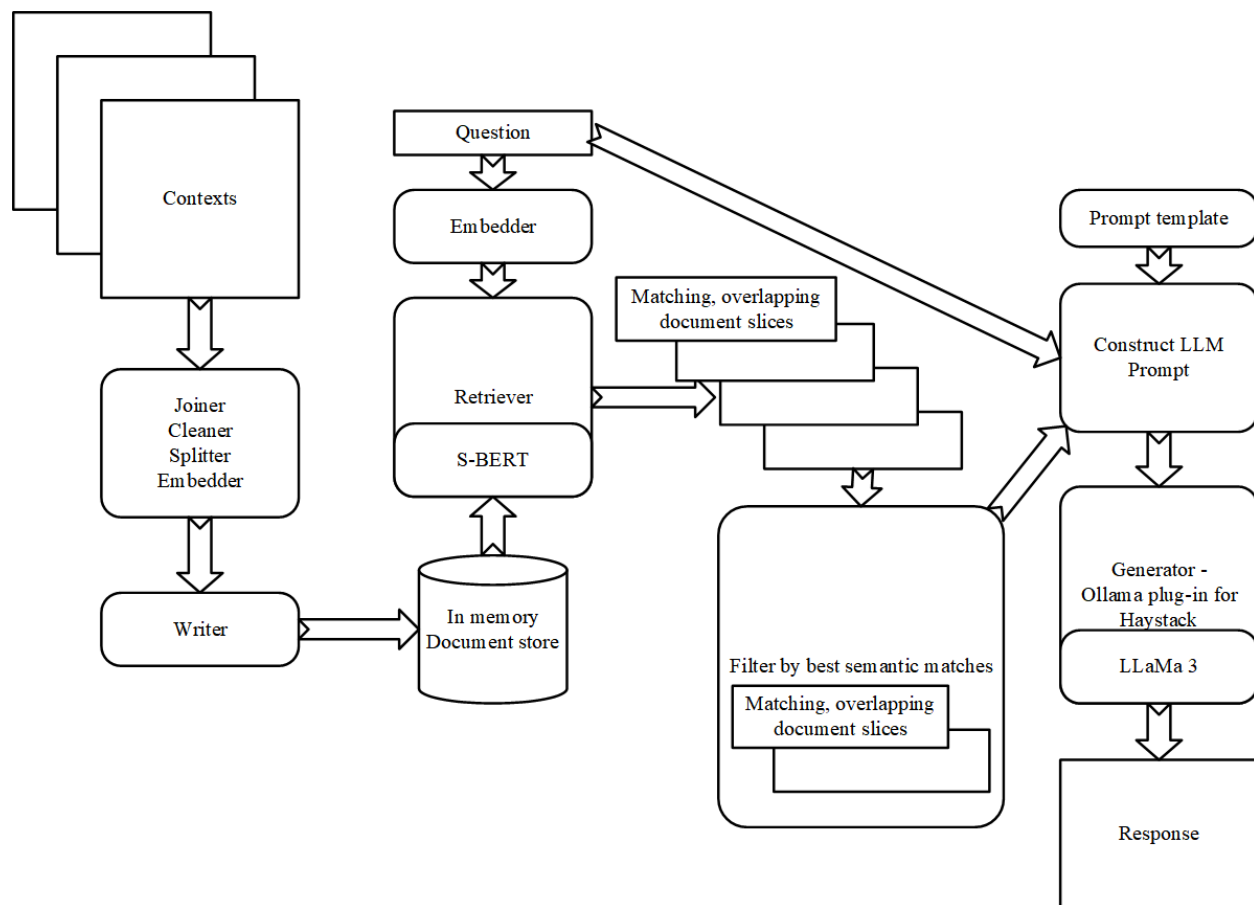 Contexts
Joiner
Cleaner
Splitter
Embedder
Writer
Question
Embedder
Retriever
S-BERT
In memory
Document store
Matching, overlapping
document slices
Filter by best semantic matches
Matching, overlapping
document slices
Prompt template
Construct LLM
Prompt
Generator -
Ollama plug-in for
Haystack
LLaMa 3
Response